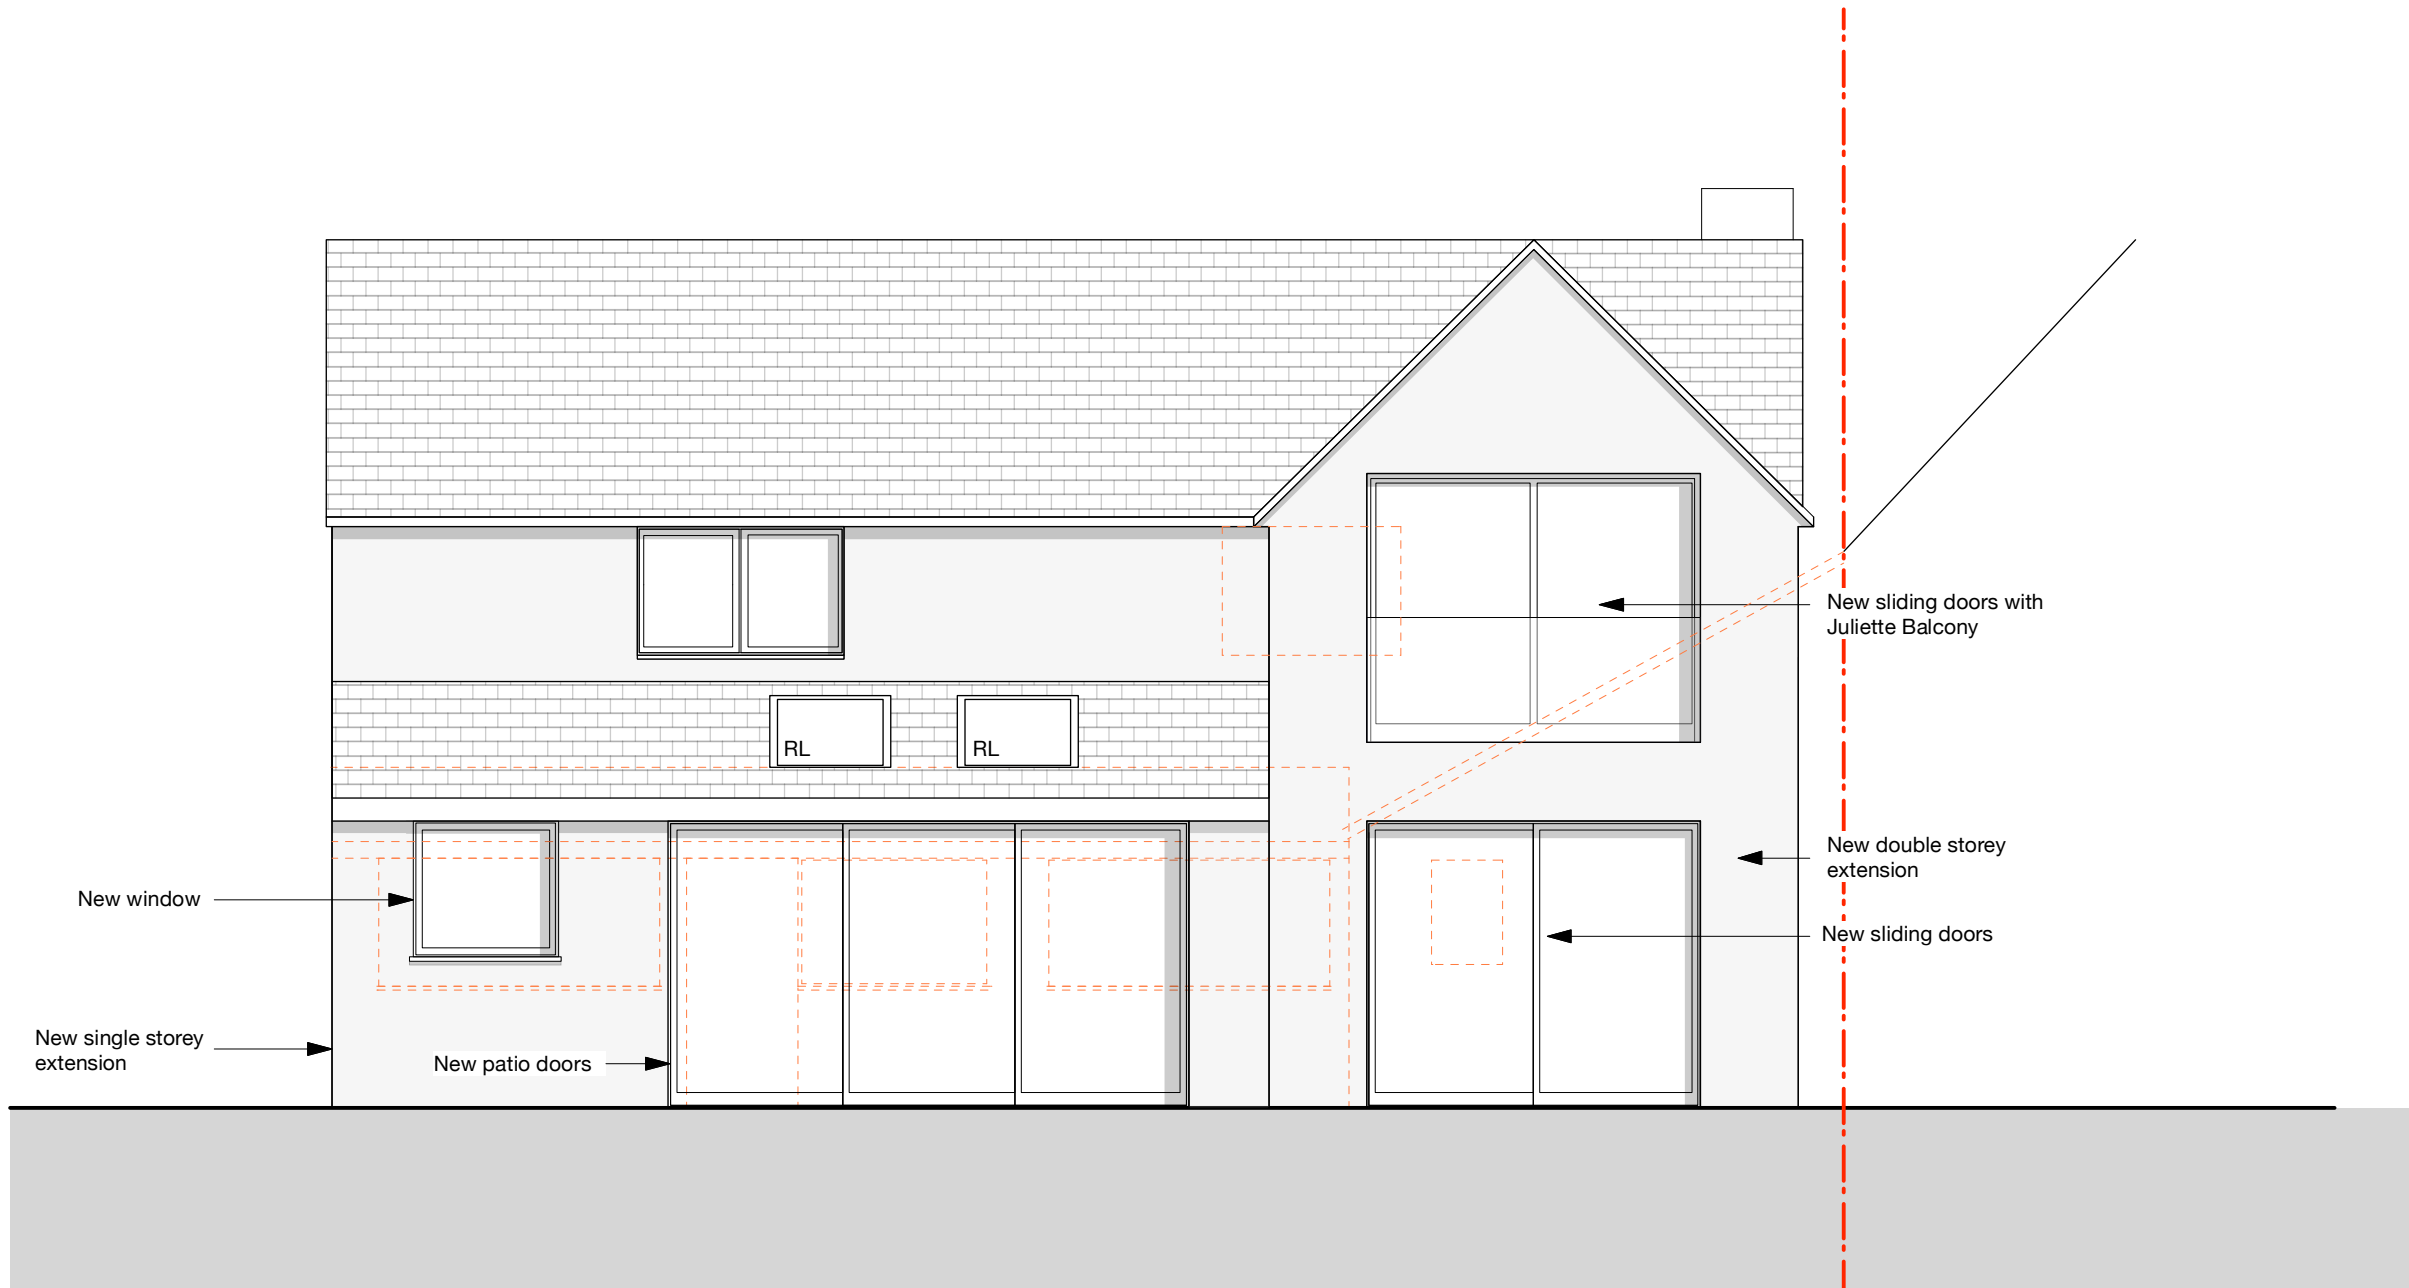 New sliding doors with
Juliette Balcony
RL
RL
New double storey
extension
New window
New sliding doors
New single storey
extension
New patio doors